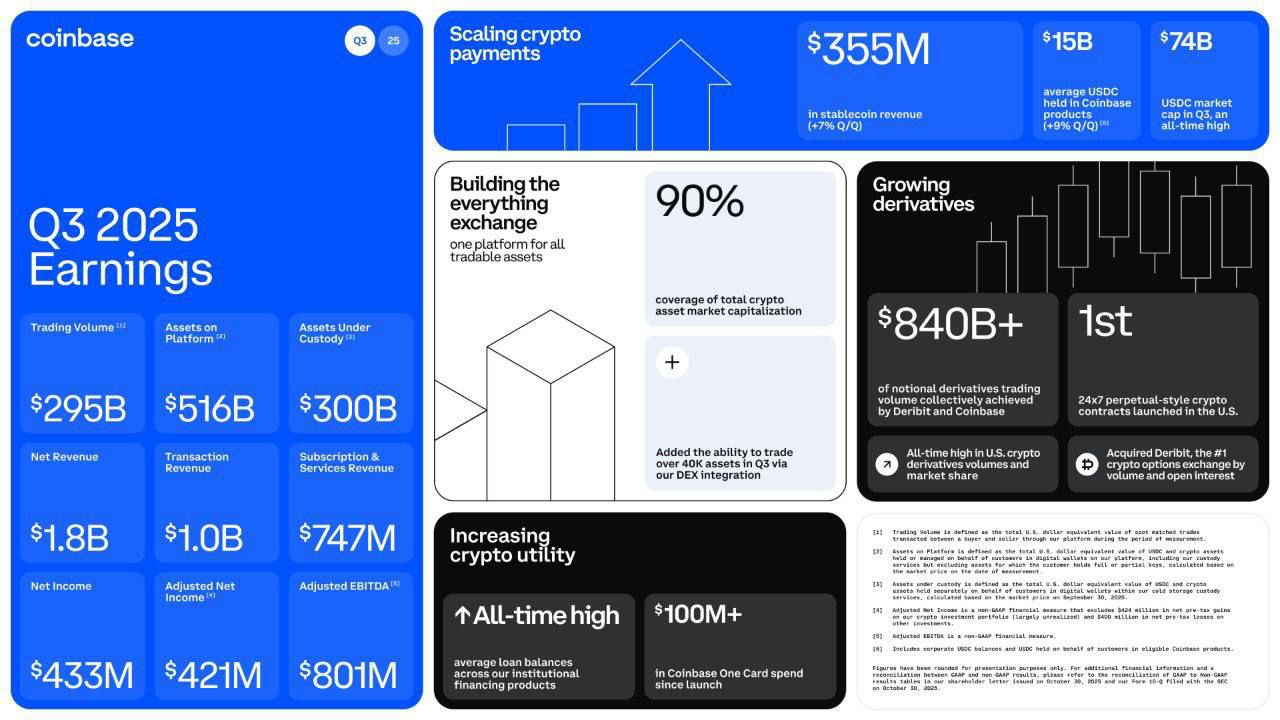 coinbase
Q3
25
Q3 2025
Earnings
Trading Volume [1]
$295B
Assets on
Platform [2]
$516B
Assets Under
Custody [3]
$300B
Net Revenue
$1.8B
Transaction
Revenue
$1.0B
Subscription &
Services Revenue
$747M
Net Income
$433M
Adjusted Net
Income [4]
$421M
Adjusted EBITDA [5]
$801M
Scaling crypto
payments
$355M
in stablecoin revenue
(+7% Q/Q)
$15B
average USDC
held in Coinbase
products
(+9% Q/Q) [6]
$74B
USDC market
cap in Q3, an
all-time high
Building the
everything
exchange
one platform for all
tradable assets
90%
coverage of total crypto
asset market capitalization
+
Added the ability to trade
over 40K assets in Q3 via
our DEX integration
Growing
derivatives
$840B+
of notional derivatives trading
volume collectively achieved
by Deribit and Coinbase
1st
24x7 perpetual-style crypto
contracts launched in the U.S.
All-time high in U.S. crypto
derivatives volumes and
market share
Acquired Deribit, the #1
crypto options exchange by
volume and open interest
Increasing
crypto utility
↑ All-time high
average loan balances
across our institutional
financing products
$100M+
in Coinbase One Card spend
since launch
[1] Trading Volume is defined as the total U.S. dollar equivalent value of spot matched trades
transacted between a buyer and seller through our platform during the period of measurement.
[2] Assets on Platform is defined as the total U.S. dollar equivalent value of USDC and crypto assets
held or managed on behalf of customers in digital wallets on our platform, including our custody
services but excluding assets for which the customer holds full or partial keys, calculated based on
the market price on the date of measurement.
[3] Assets under custody is defined as the total U.S. dollar equivalent value of USDC and crypto
assets held separately on behalf of customers in digital wallets within our cold storage custody
services, calculated based on the market price on September 30, 2025.
[4] Adjusted Net Income is a non-GAAP financial measure that excludes $424 million in net pre-tax gains
on our crypto investment portfolio (largely unrealized) and $400 million in net pro-tax losses on
other investments.
[5] Adjusted EBITDA is a non-GAAP financial measure.
[6] Includes corporate USDC balances and USDC held on behalf of customers in eligible Coinbase products.
Figures have been rounded for presentation purposes only. For additional financial information and a
reconciliation between GAAP and non-GAAP results, please refer to the reconciliation of GAAP to Non-GAAP
results tables in our shareholder letter issued on October 30, 2025 and our Form 10-Q filed with the SEC
on October 30, 2025.